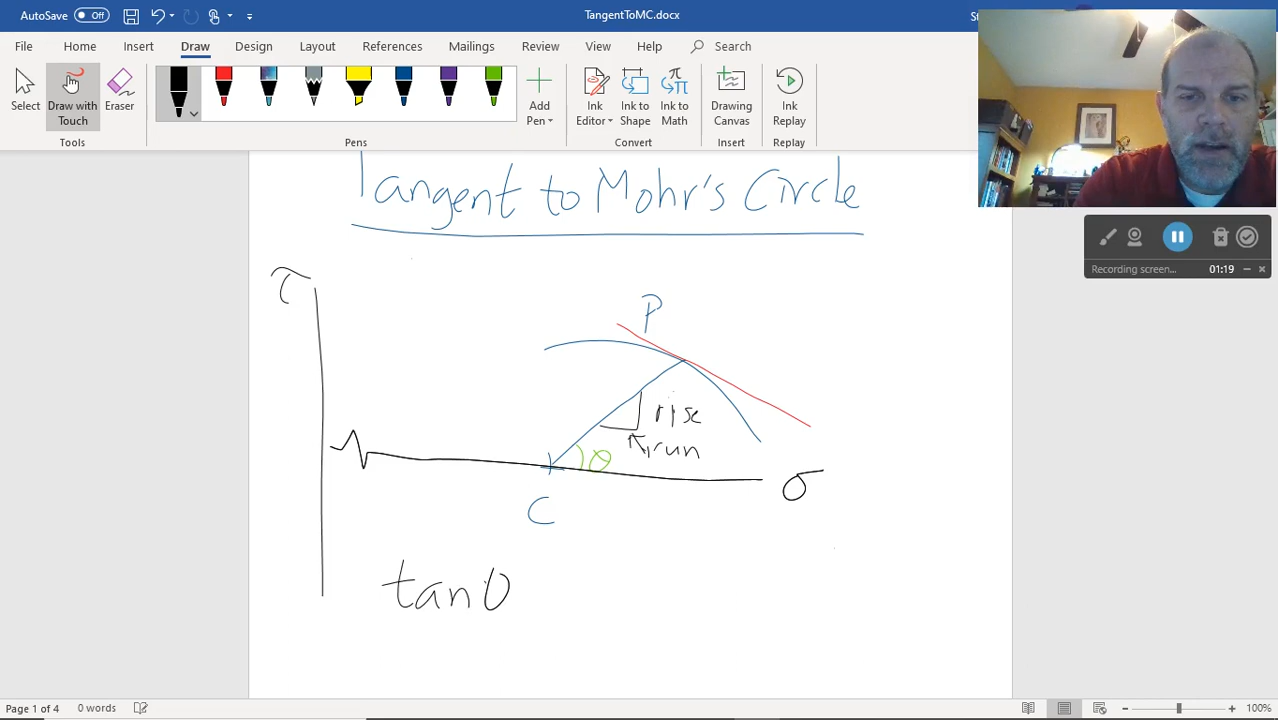 AutoSave Off TangentToMC.docx
File Home Insert Draw Design Layout References Mailings Review View Help Search
Select Draw with Touch Eraser Add Pen Ink Editor Ink to Shape Ink to Math Drawing Canvas Ink Replay
Tools Pens Convert Insert Replay
Tangent to Mohr's Circle
Recording screen... 01:19
τ
P
rise
run
θ
σ
C
tanθ
Page 1 of 4 0 words 100%